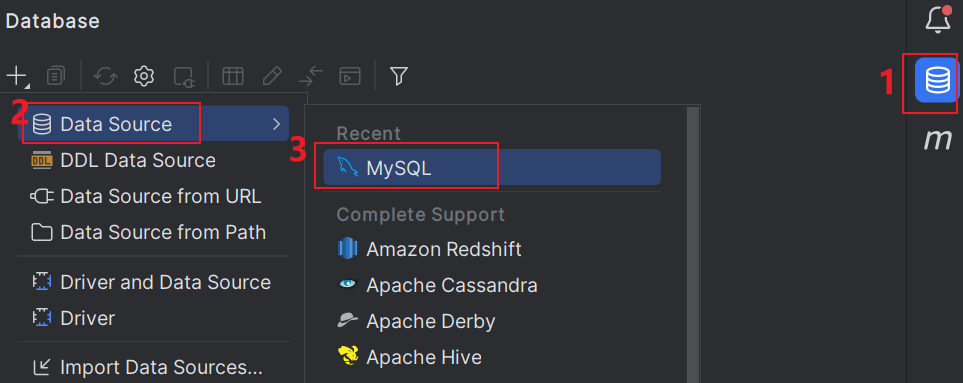 Database
1
2
Data Source
DDL
DDL Data Source
Data Source from URL
Data Source from Path
Driver and Data Source
Driver
Import Data Sources...
Recent
3
MySQL
Complete Support
Amazon Redshift
Apache Cassandra
Apache Derby
Apache Hive
m